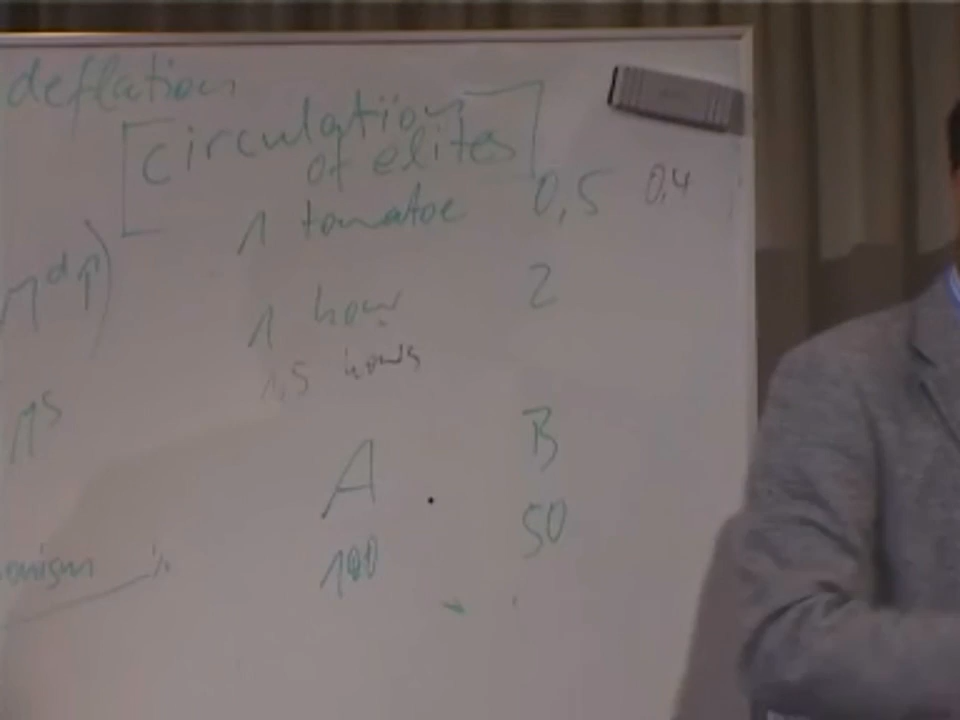 deflation
[circulation
of elites]
1 tomatoe 0,5 0,4
1 hour 2
1,5 hours
A B
100 50